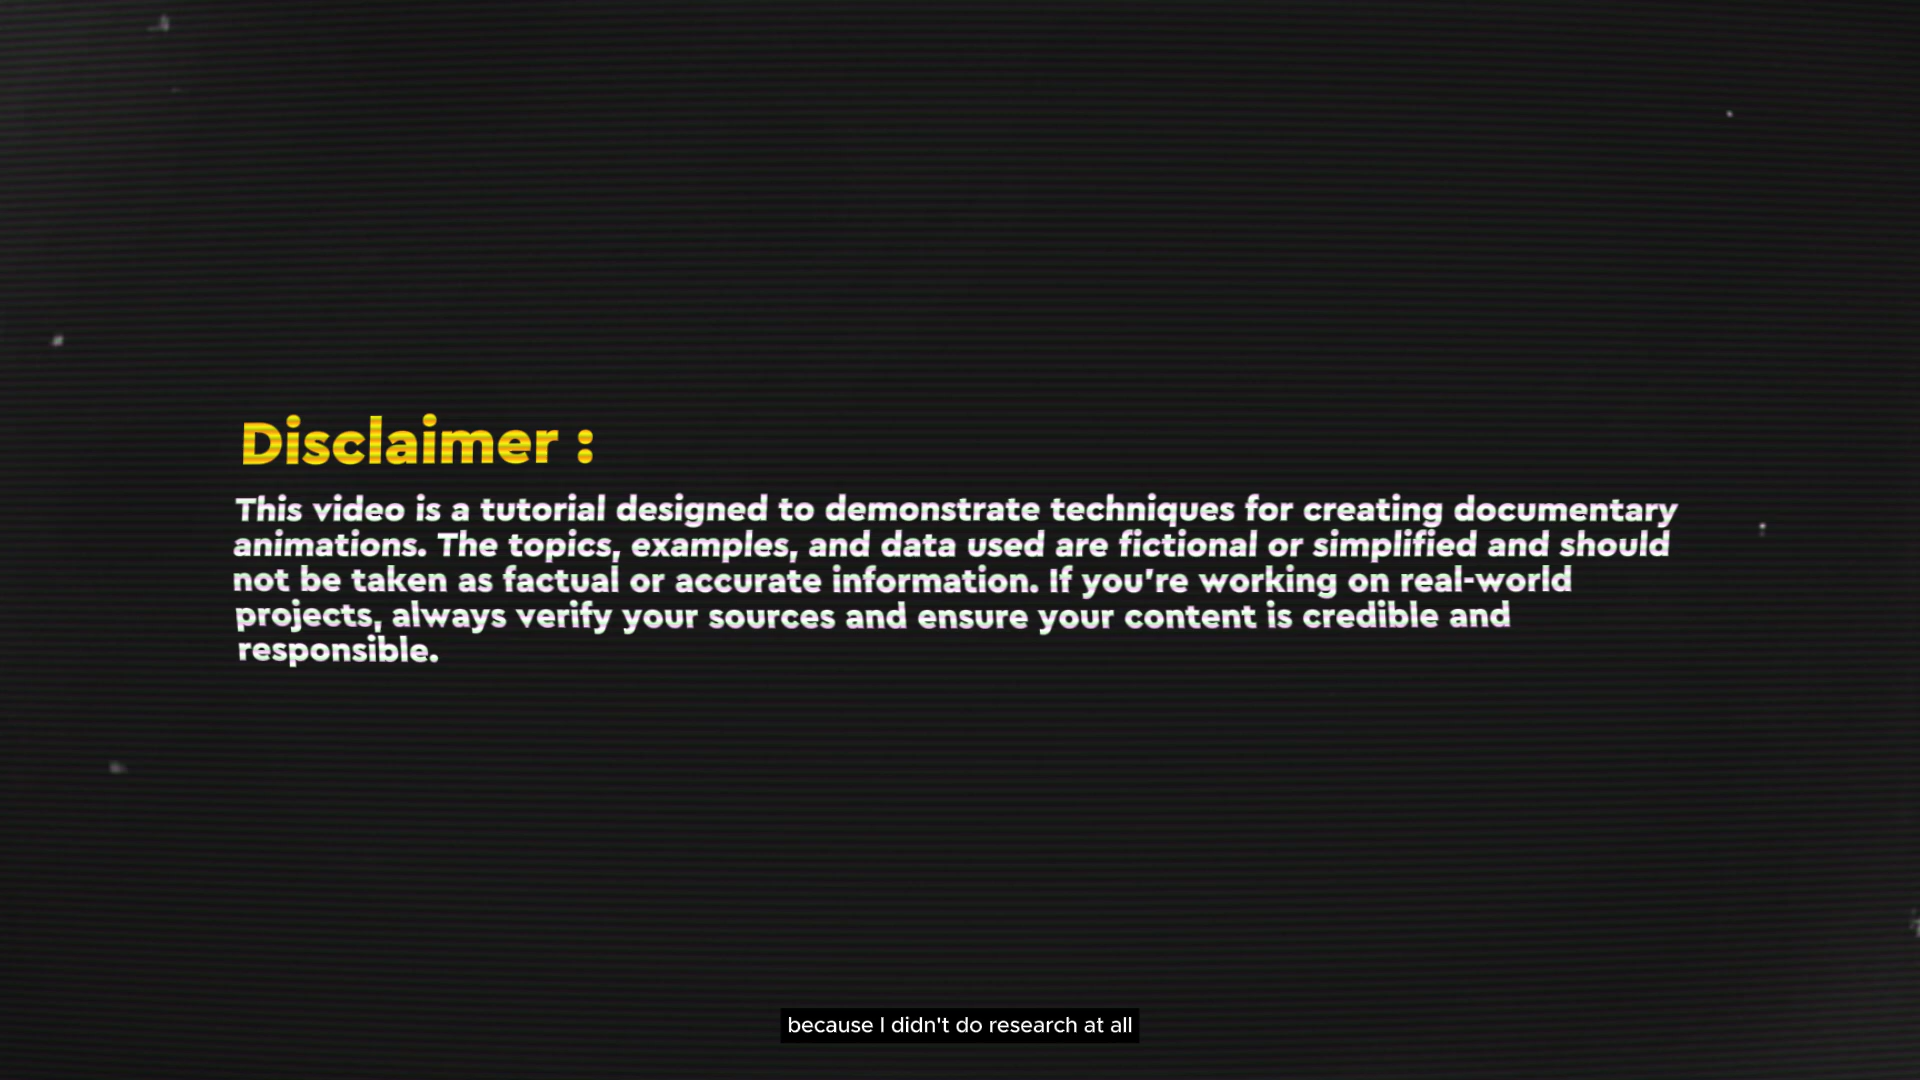 Disclaimer :
This video is a tutorial designed to demonstrate techniques for creating documentary
animations. The topics, examples, and data used are fictional or simplified and should
not be taken as factual or accurate information. If you're working on real-world
projects, always verify your sources and ensure your content is credible and
responsible.
because I didn't do research at all